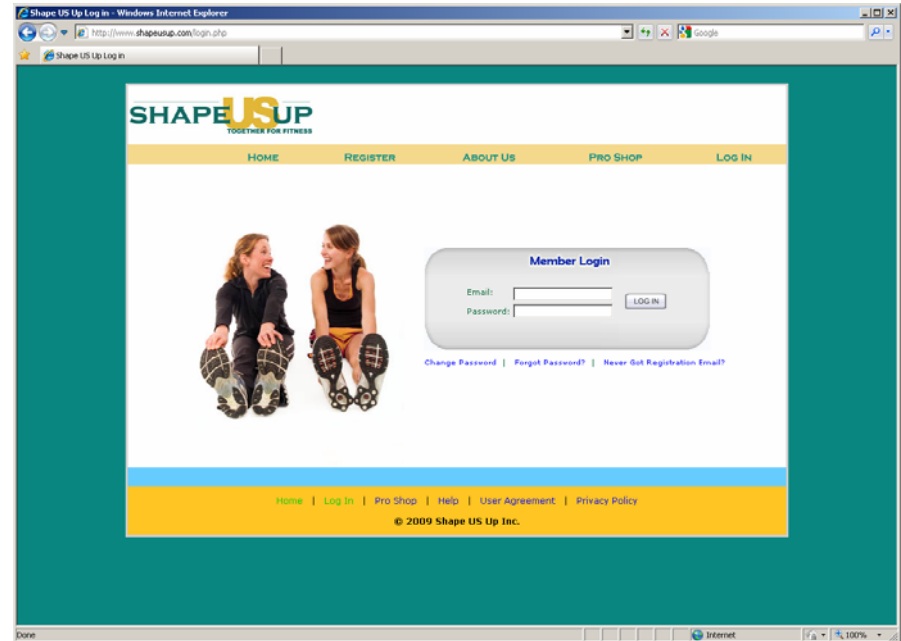 Shape US Up Log in - Windows Internet Explorer
http://www.shapeusup.com/login.php
Google
Shape US Up Log in
SHAPE US UP
TOGETHER FOR FITNESS
HOME REGISTER ABOUT US PRO SHOP LOG IN
Member Login
Email:
LOG IN
Password:
Change Password | Forgot Password? | Never Got Registration Email?
Home | Log In | Pro Shop | Help | User Agreement | Privacy Policy
© 2009 Shape US Up Inc.
Done Internet 100%